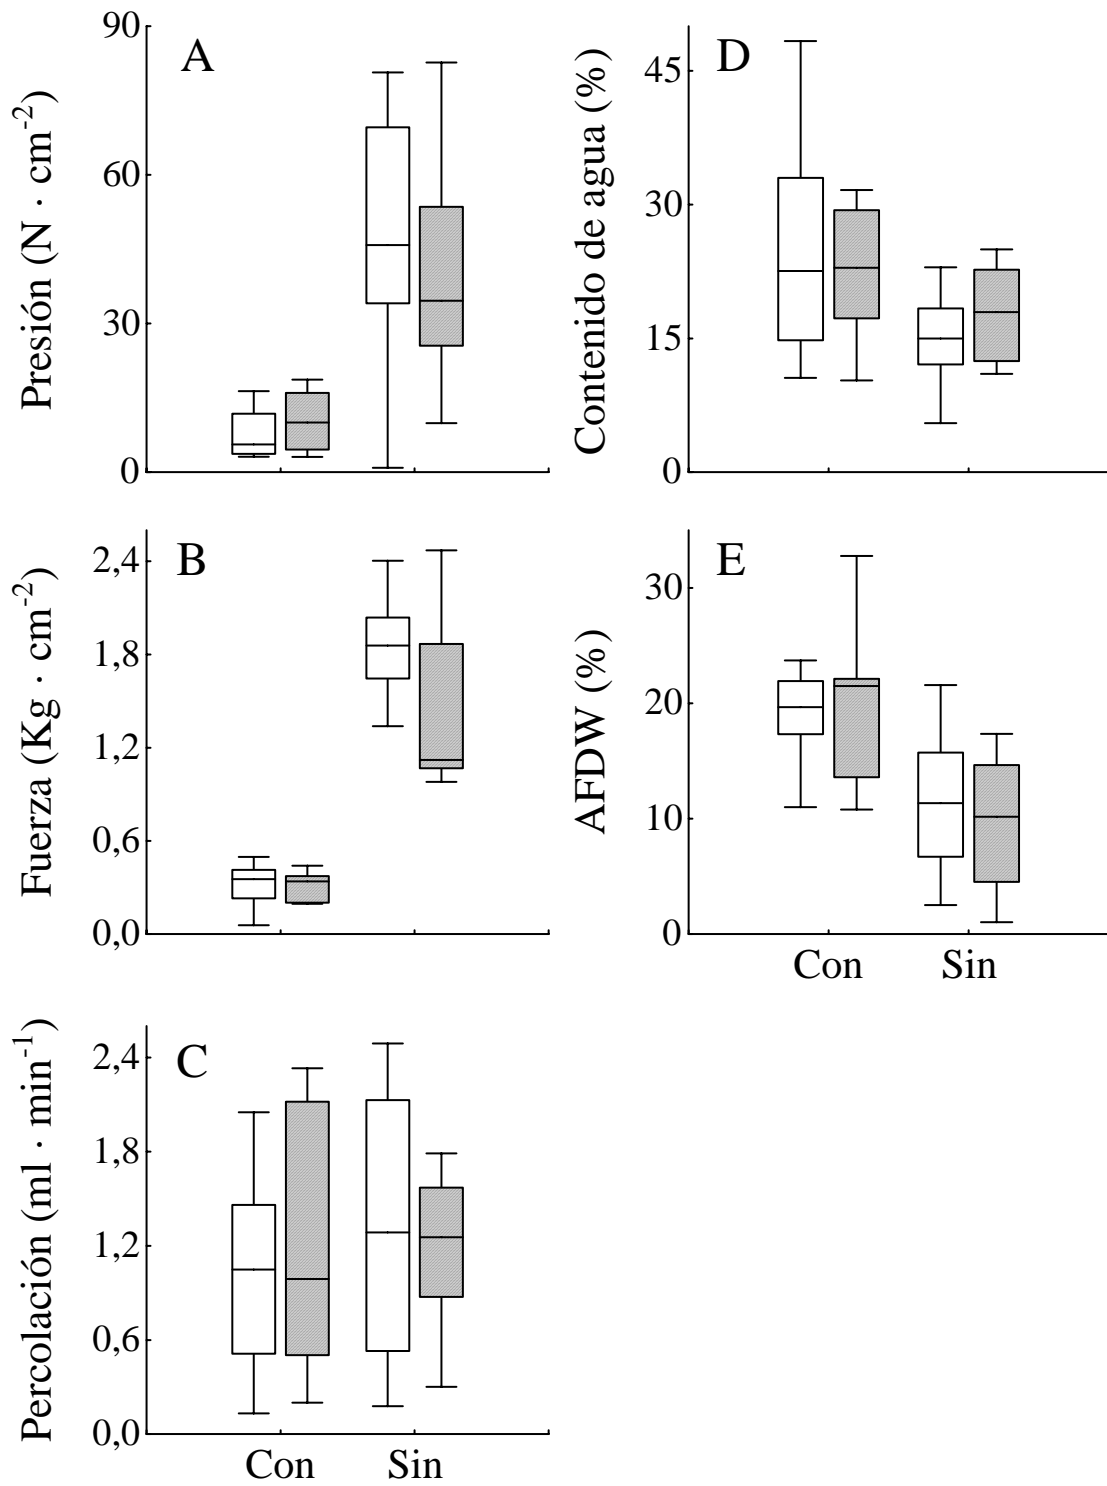 A
Presión (N · cm⁻²)
90
60
30
0
D
Contenido de agua (%)
45
30
15
0
B
Fuerza (Kg · cm⁻²)
2,4
1,8
1,2
0,6
0,0
E
AFDW (%)
30
20
10
0
Con Sin
C
Percolación (ml · min⁻¹)
2,4
1,8
1,2
0,6
0,0
Con Sin